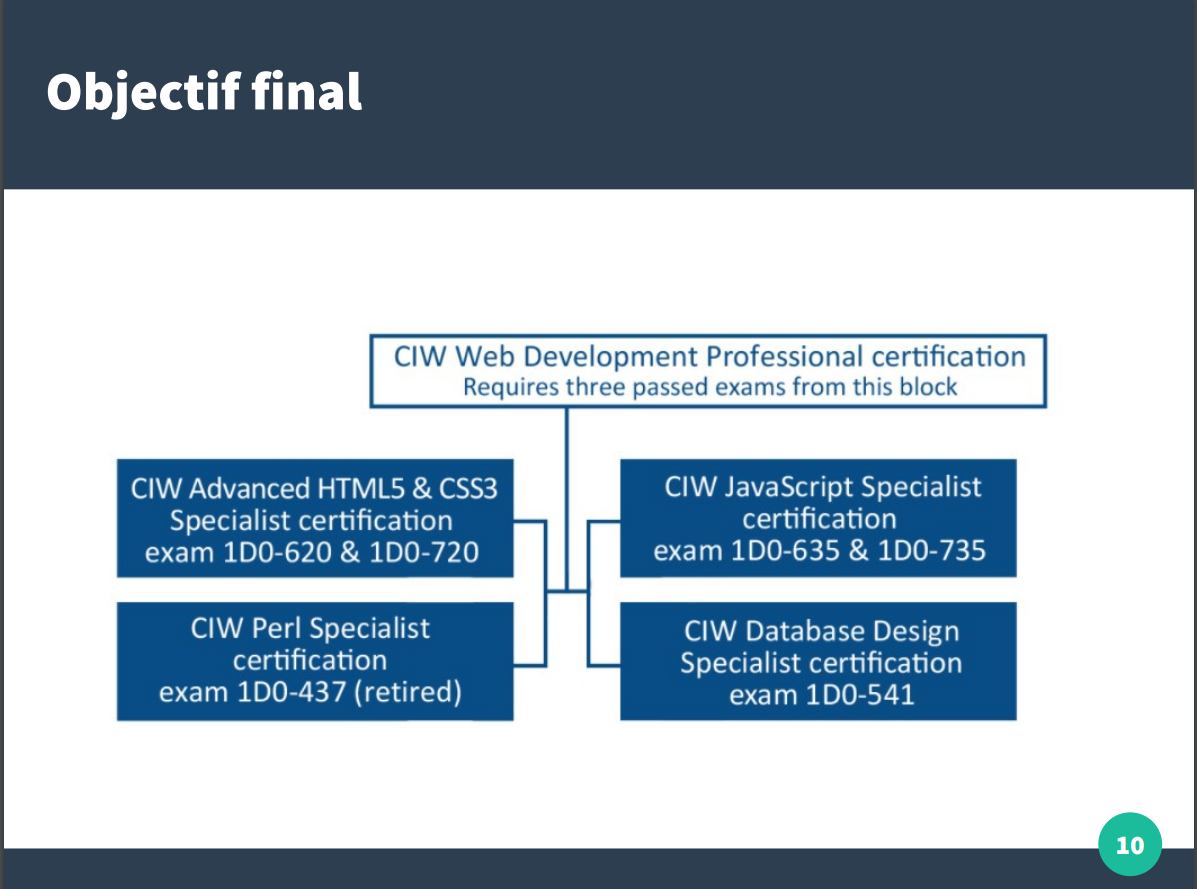 Objectif final
CIW Web Development Professional certification
Requires three passed exams from this block
CIW Advanced HTML5 & CSS3
Specialist certification
exam 1D0-620 & 1D0-720
CIW JavaScript Specialist
certification
exam 1D0-635 & 1D0-735
CIW Perl Specialist
certification
exam 1D0-437 (retired)
CIW Database Design
Specialist certification
exam 1D0-541
10